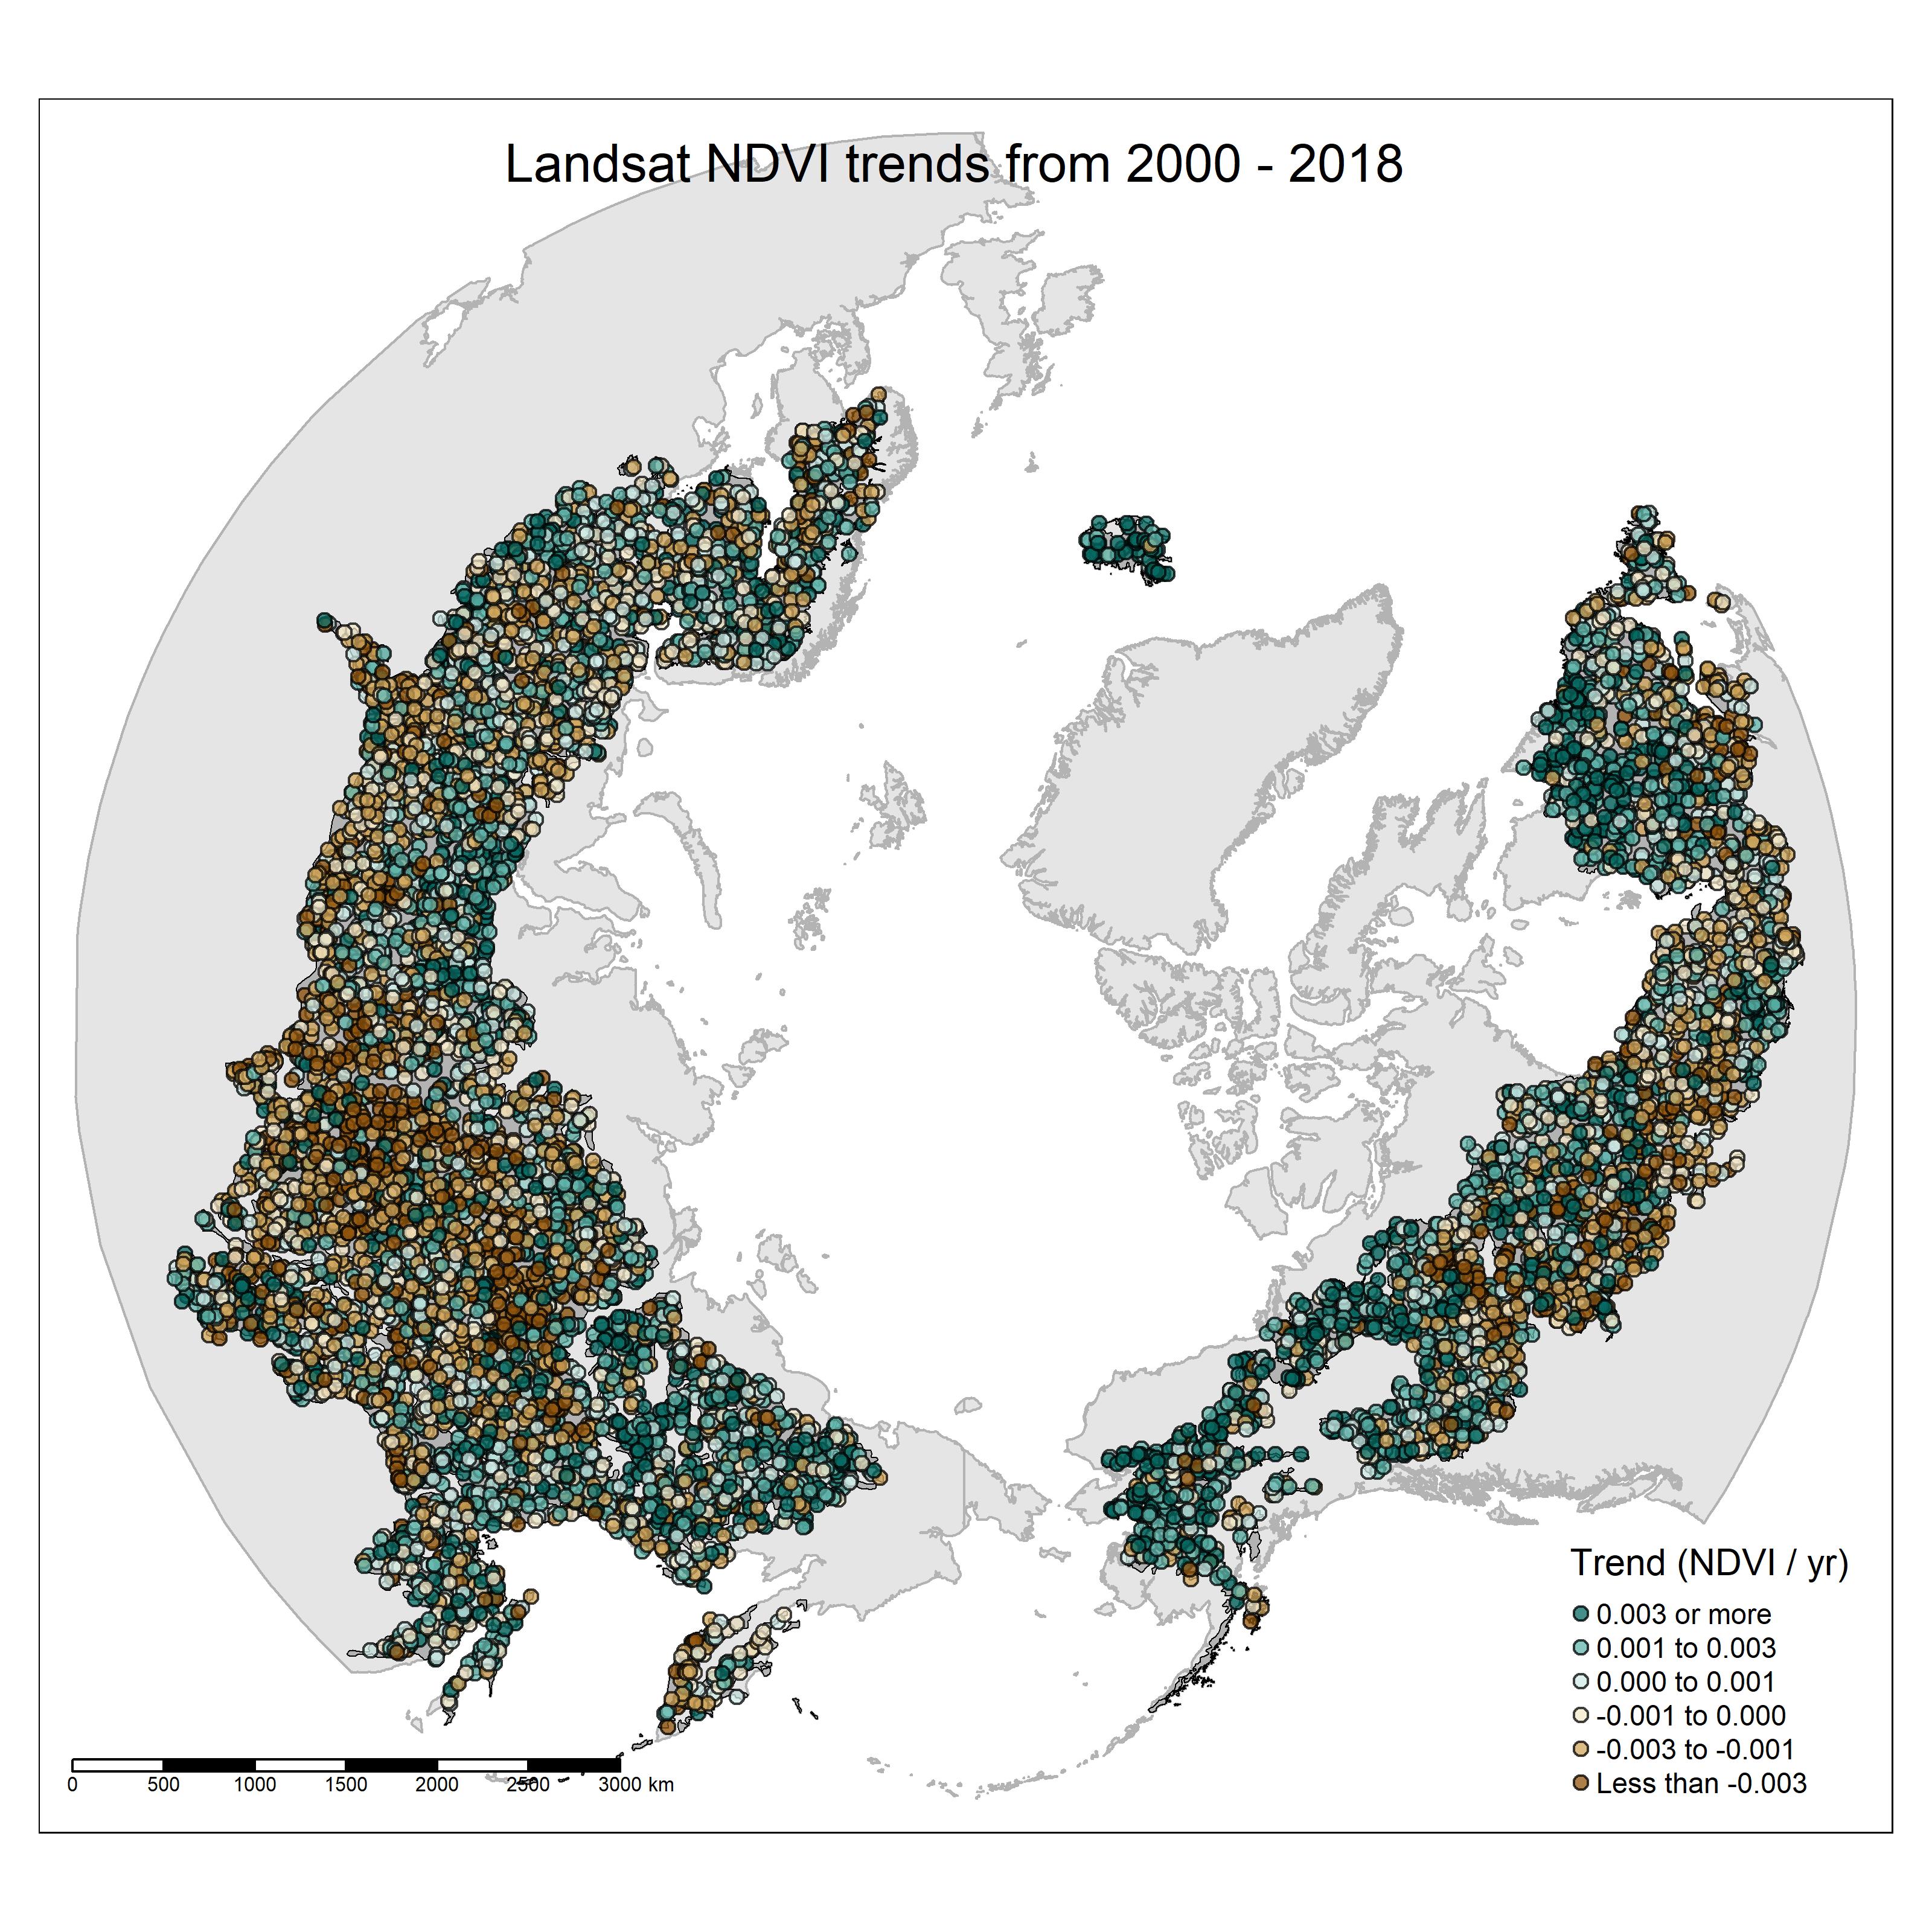 Landsat NDVI trends from 2000 - 2018
Trend (NDVI / yr)
0.003 or more
0.001 to 0.003
0.000 to 0.001
-0.001 to 0.000
-0.003 to -0.001
Less than -0.003
0 500 1000 1500 2000 2500 3000 km